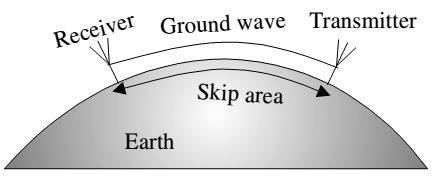 Receiver
Ground wave
Transmitter
Skip area
Earth